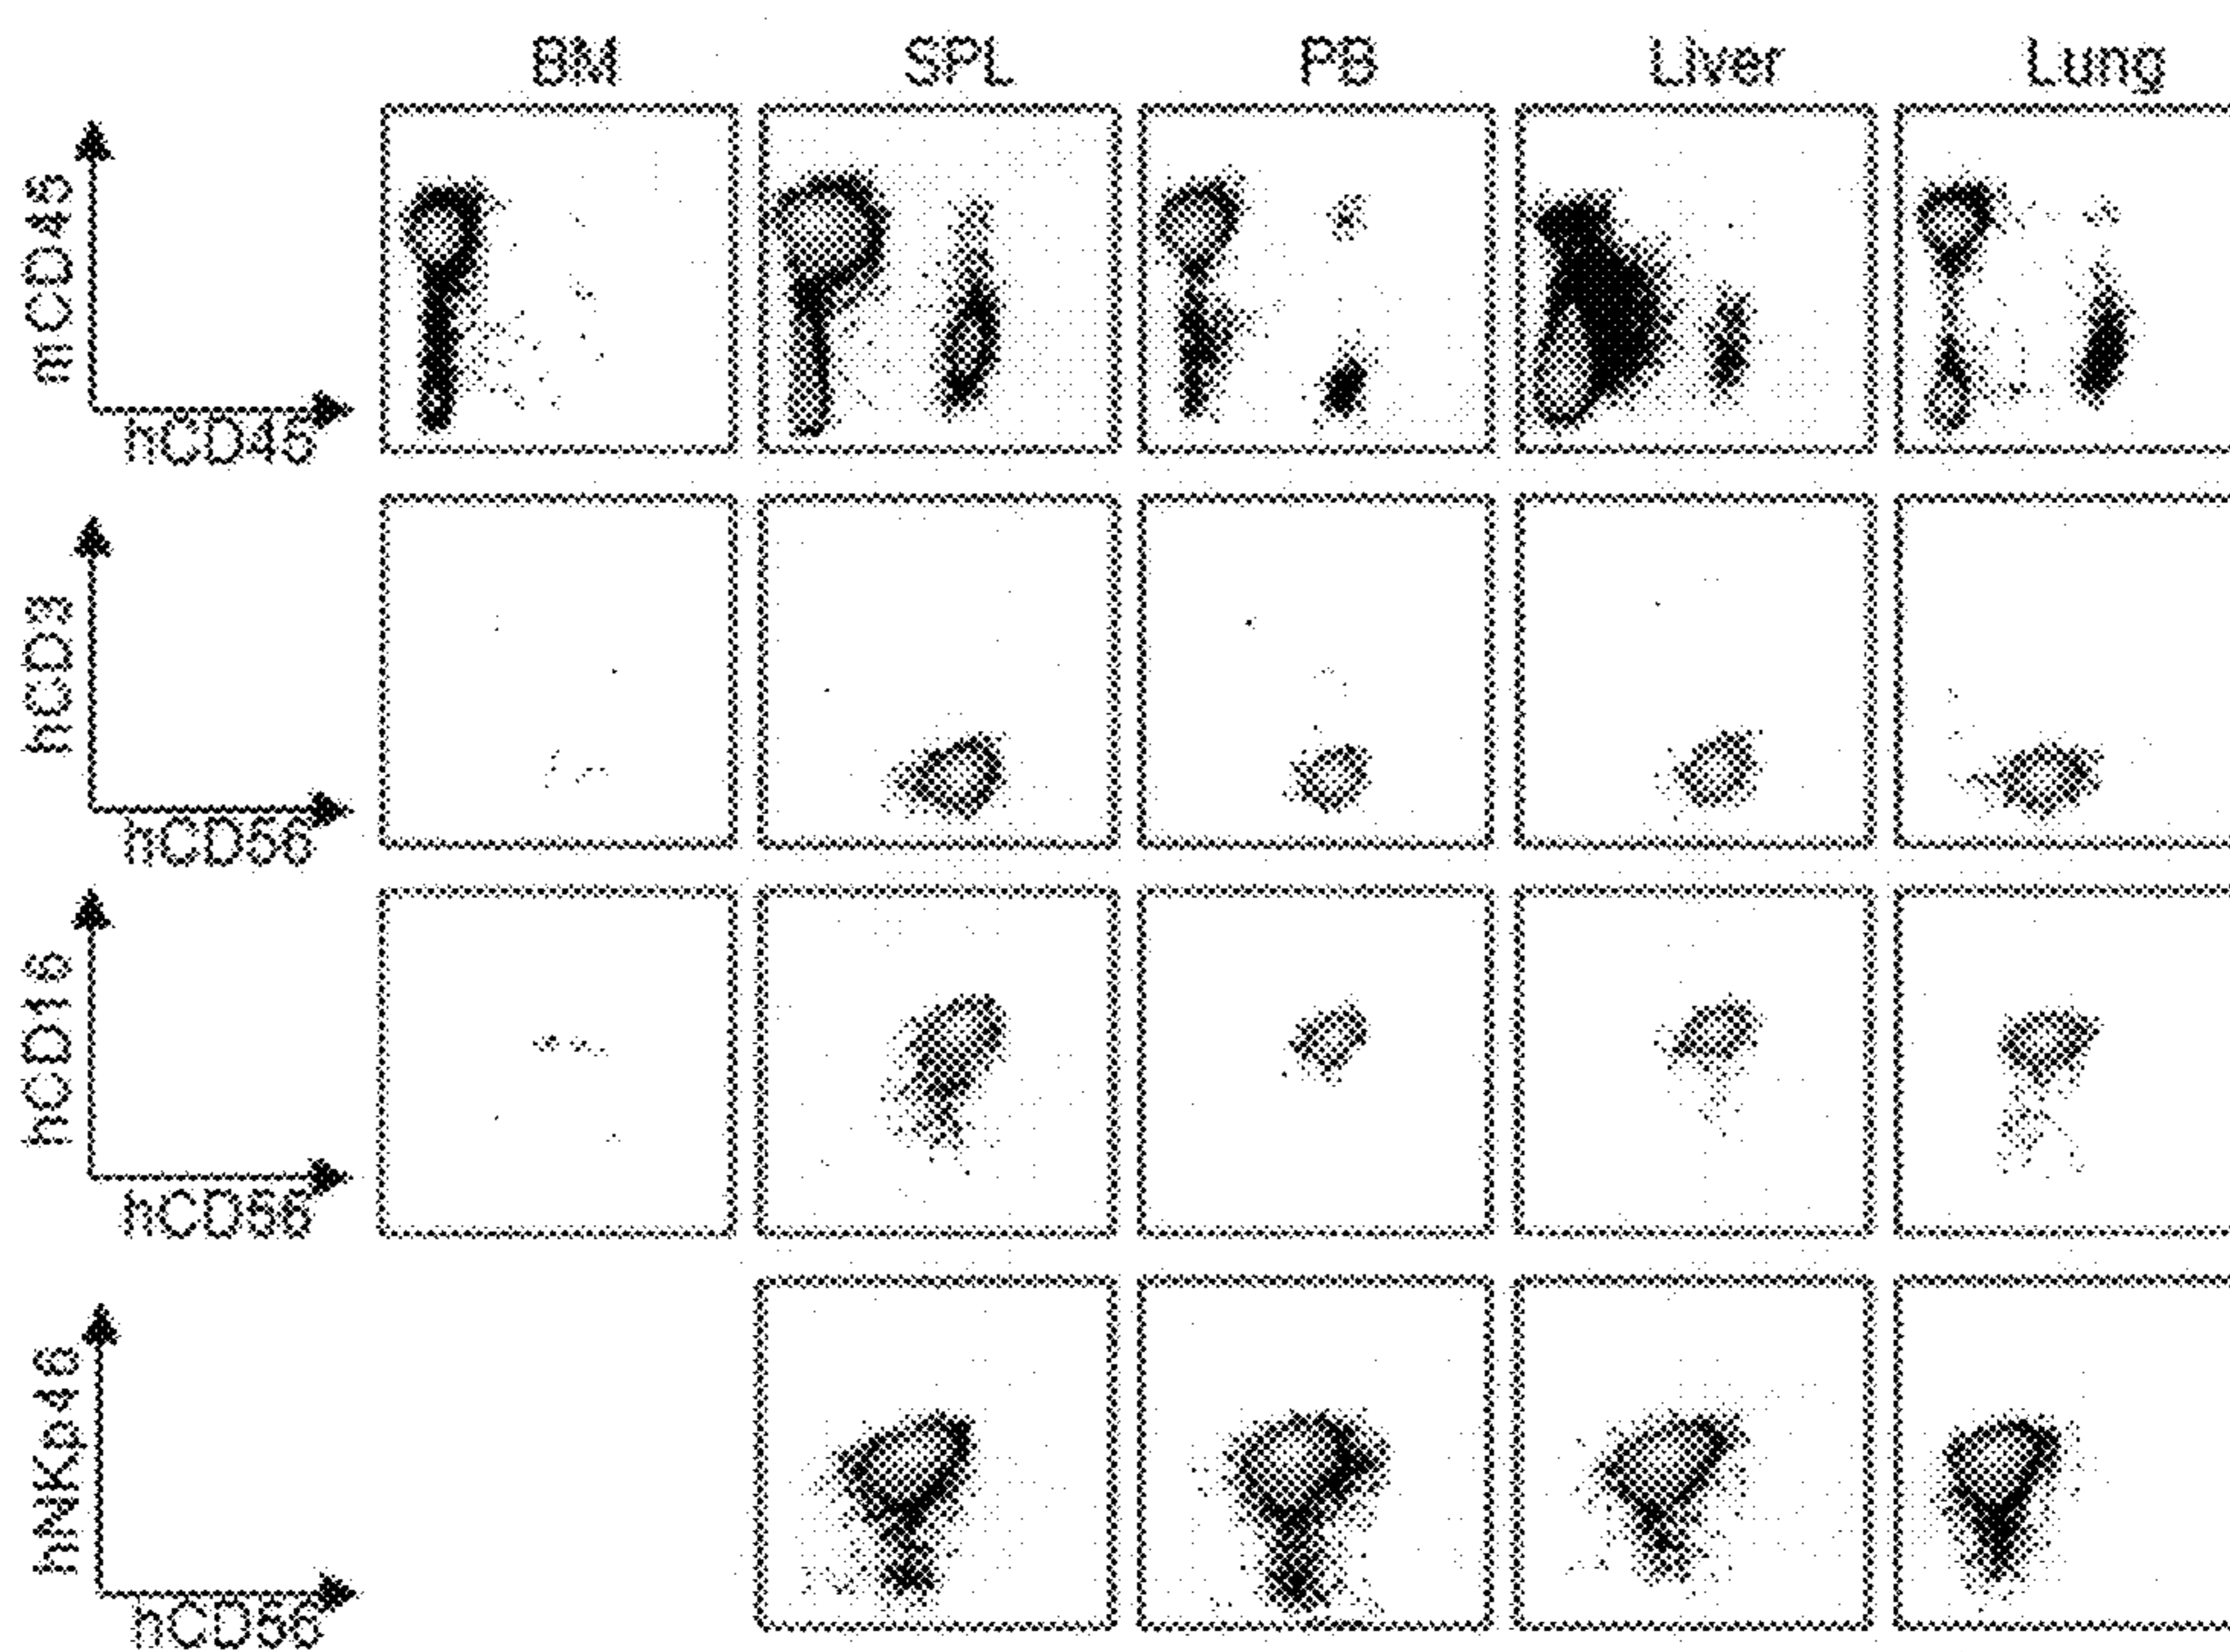 BM SPL PB Liver Lung
mCD45
hCD45
hCD3
hCD56
hCD16
hCD56
hNKp46
hCD56